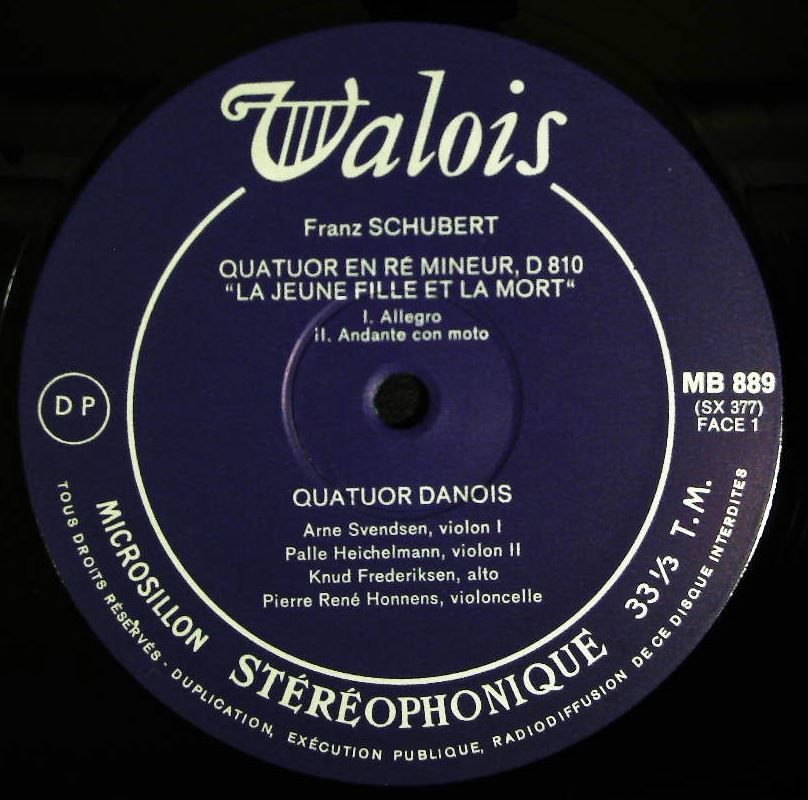 Valois
Franz SCHUBERT
QUATUOR EN RÉ MINEUR, D 810
“LA JEUNE FILLE ET LA MORT“
I. Allegro
II. Andante con moto
D P
MB 889
(SX 377)
FACE 1
QUATUOR DANOIS
Arne Svendsen, violon I
Palle Heichelmann, violon II
Knud Frederiksen, alto
Pierre René Honnens, violoncelle
MICROSILLON STÉRÉOPHONIQUE 33 1/3 T. M.
TOUS DROITS RÉSERVÉS - DUPLICATION, EXÉCUTION PUBLIQUE, RADIODIFFUSION DE CE DISQUE INTERDITES